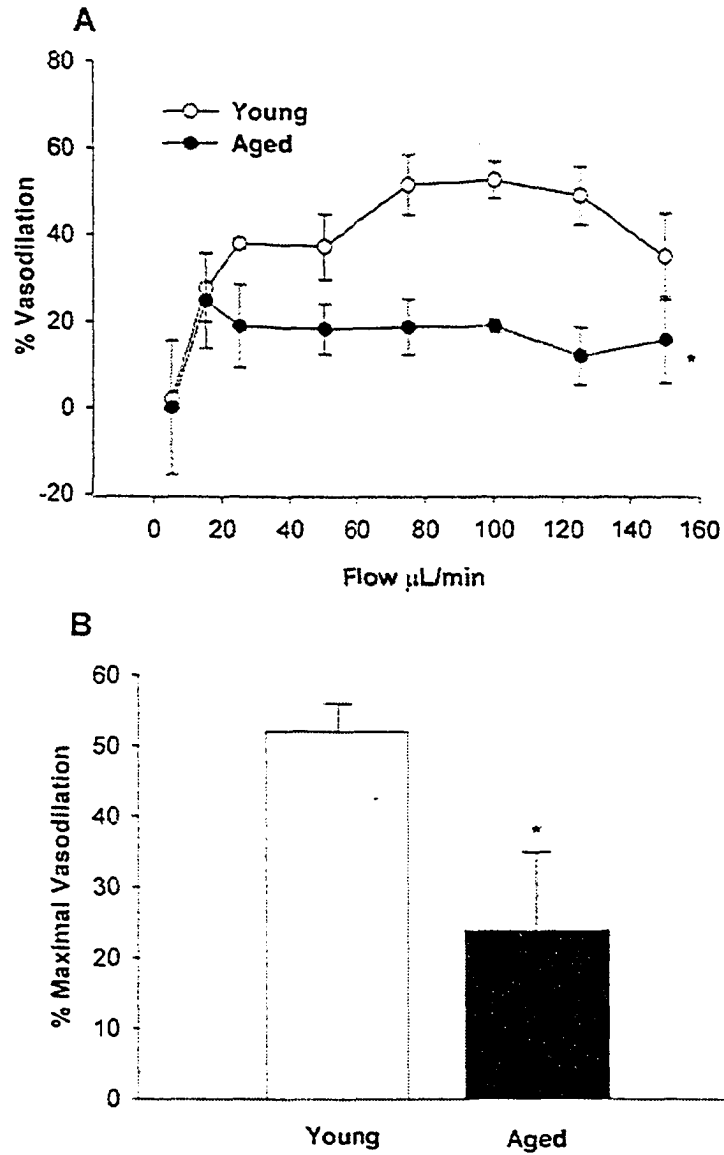 A
80
60
40
20
0
-20
% Vasodilation
Young
Aged
*
0 20 40 60 80 100 120 140 160
Flow µL/min
B
60
50
40
30
20
10
0
% Maximal Vasodilation
*
Young Aged